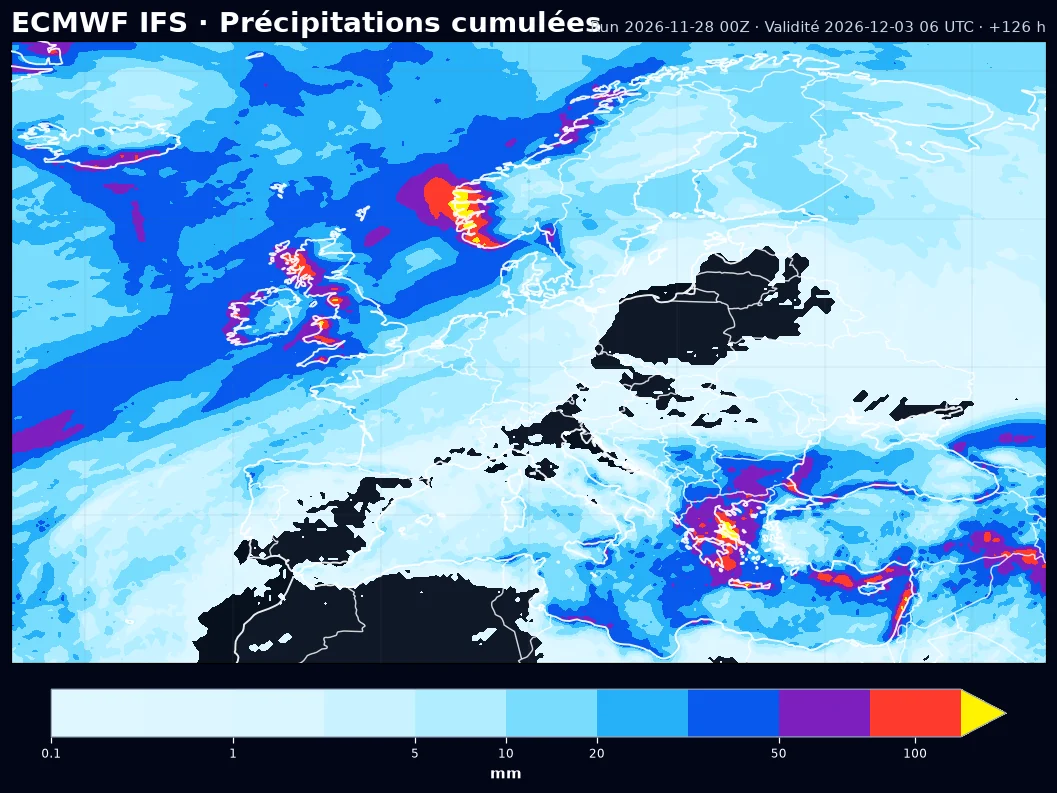 ECMWF IFS · Précipitations cumulées
Run 2026-11-28 00Z · Validité 2026-12-03 06 UTC · +126 h
0.1 1 5 10 20 50 100
mm